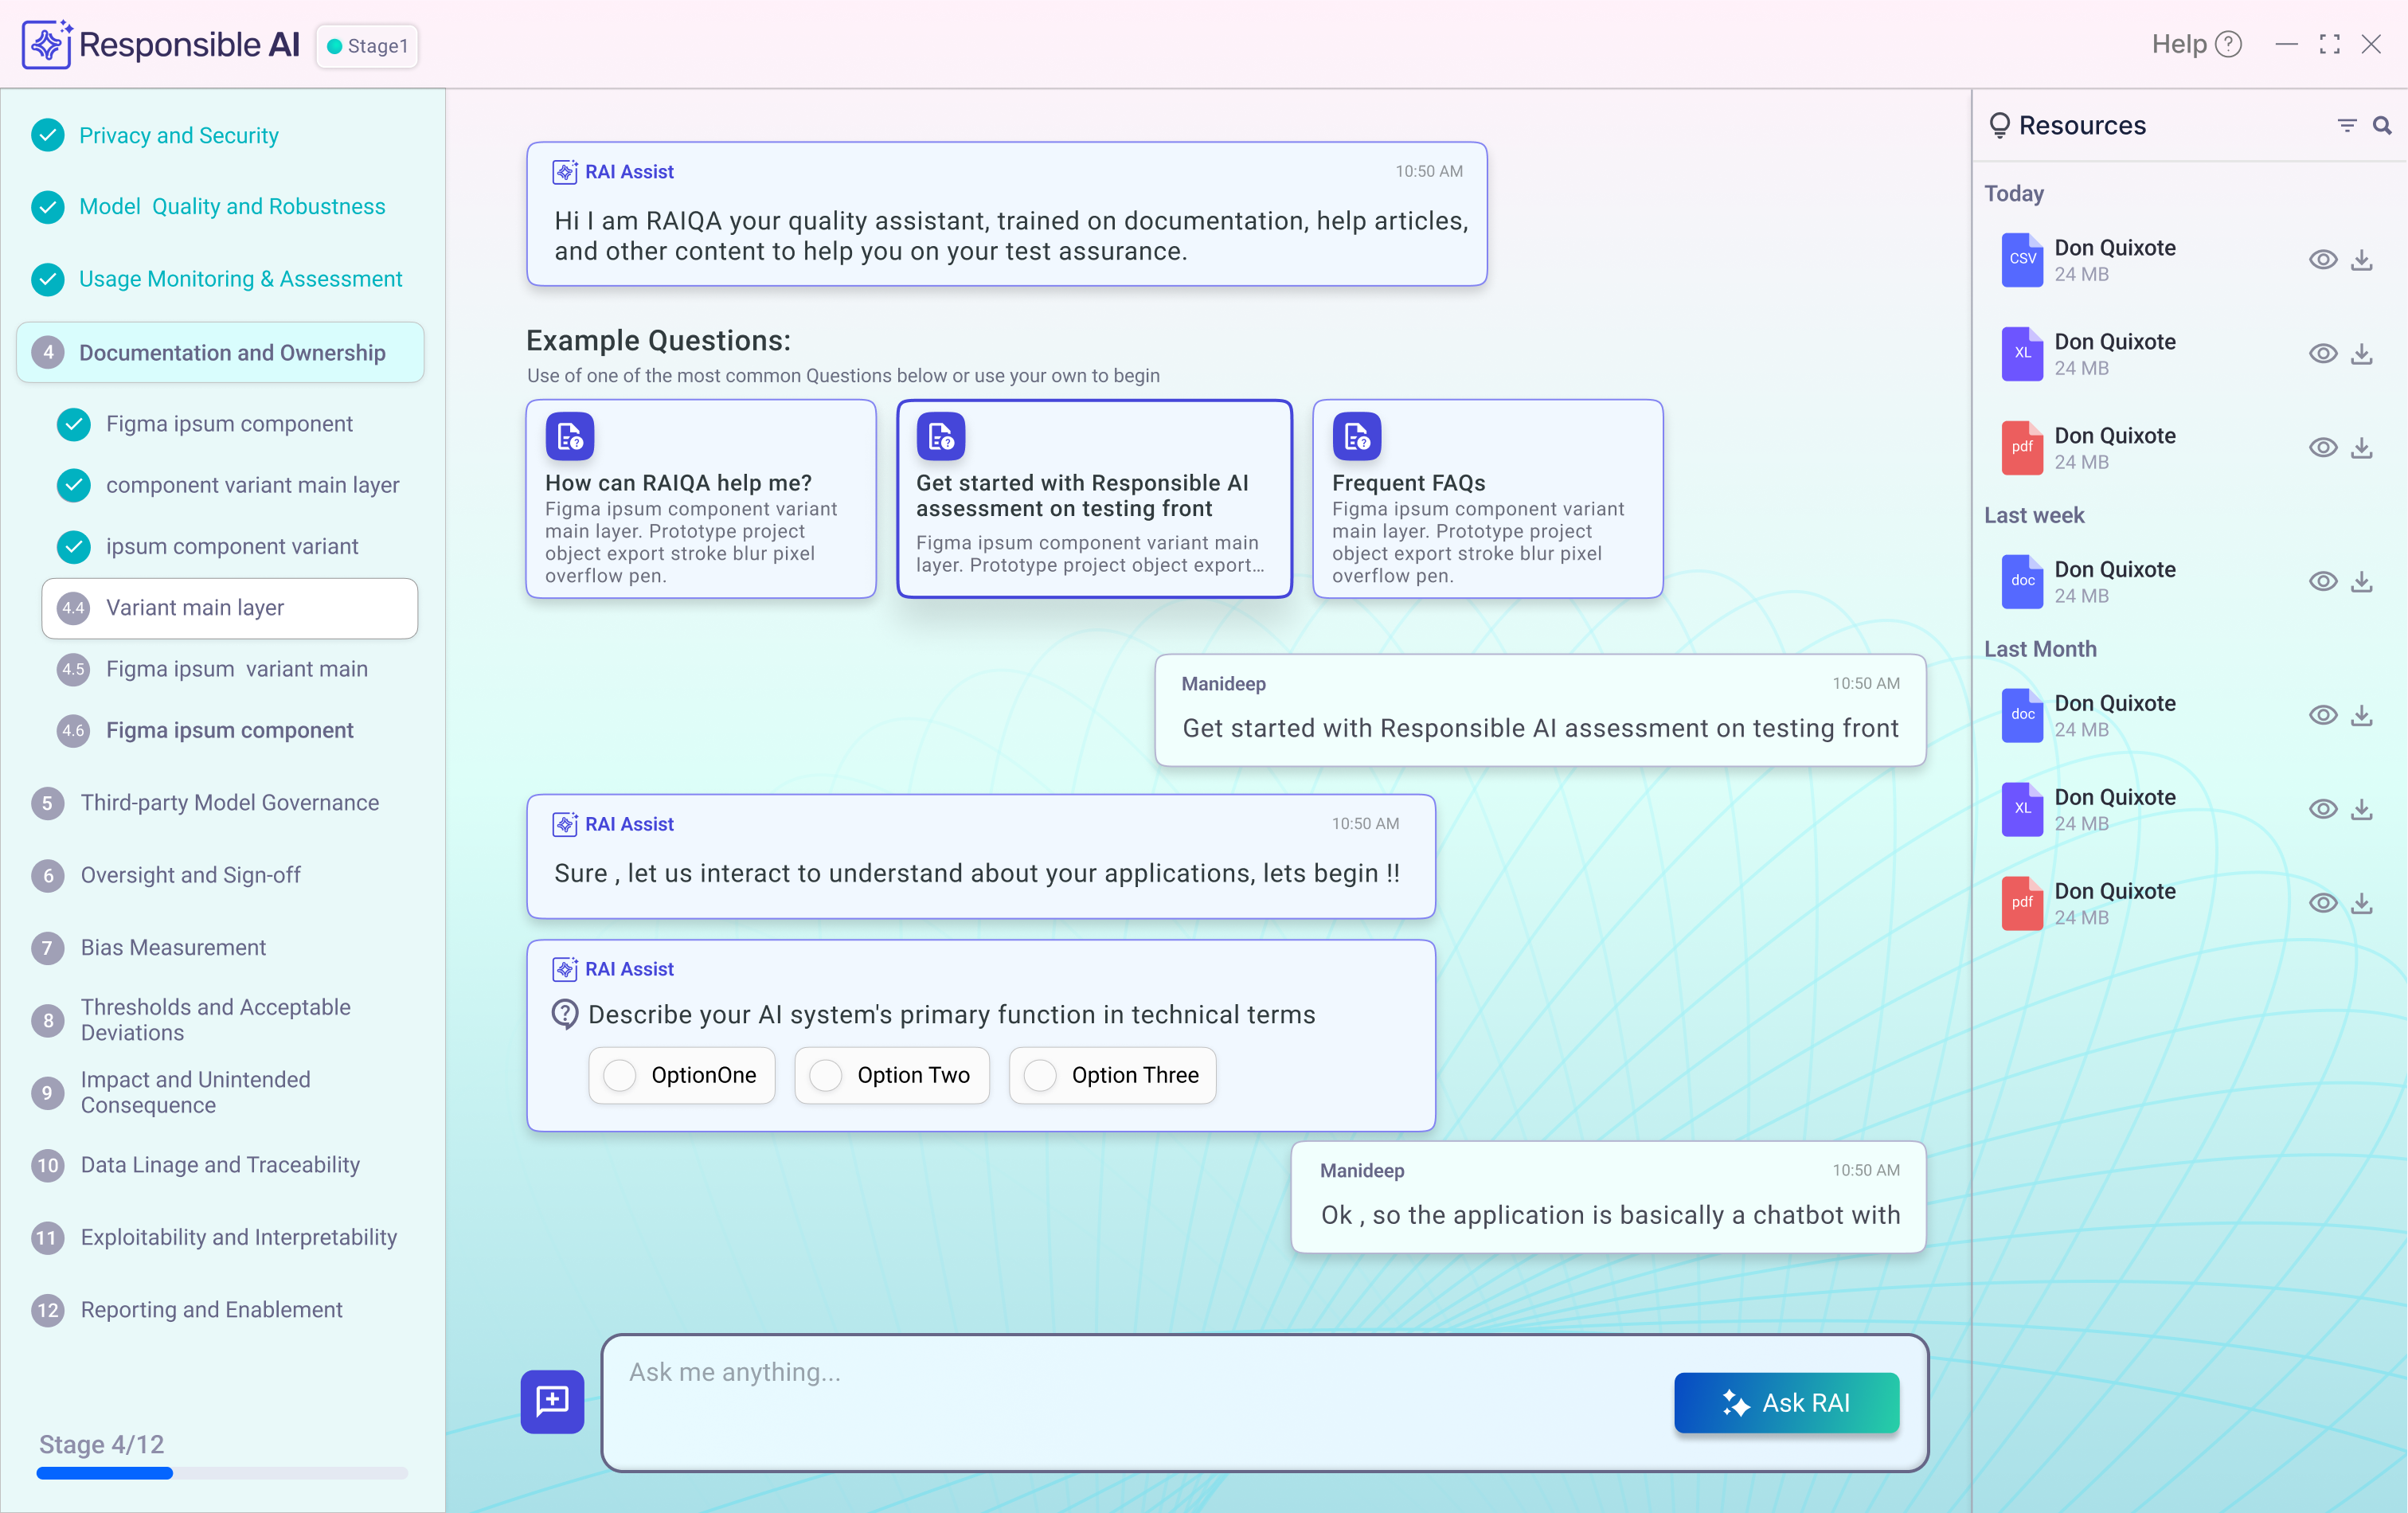 Responsible AI
Stage1
Help
Privacy and Security
Model  Quality and Robustness
Usage Monitoring & Assessment
4 Documentation and Ownership
Figma ipsum component
component variant main layer
ipsum component variant
4.4 Variant main layer
4.5 Figma ipsum  variant main
4.6 Figma ipsum component
5 Third-party Model Governance
6 Oversight and Sign-off
7 Bias Measurement
8 Thresholds and Acceptable
Deviations
9 Impact and Unintended
Consequence
10 Data Linage and Traceability
11 Exploitability and Interpretability
12 Reporting and Enablement
Stage 4/12
RAI Assist 10:50 AM
Hi I am RAIQA your quality assistant, trained on documentation, help articles,
and other content to help you on your test assurance.
Example Questions:
Use of one of the most common Questions below or use your own to begin
How can RAIQA help me?
Figma ipsum component variant
main layer. Prototype project
object export stroke blur pixel
overflow pen.
Get started with Responsible AI
assessment on testing front
Figma ipsum component variant main
layer. Prototype project object export...
Frequent FAQs
Figma ipsum component variant
main layer. Prototype project
object export stroke blur pixel
overflow pen.
Manideep 10:50 AM
Get started with Responsible AI assessment on testing front
RAI Assist 10:50 AM
Sure , let us interact to understand about your applications, lets begin !!
RAI Assist
Describe your AI system's primary function in technical terms
OptionOne Option Two Option Three
Manideep 10:50 AM
Ok , so the application is basically a chatbot with
Ask me anything...
Ask RAI
Resources
Today
CSV Don Quixote
24 MB
XL Don Quixote
24 MB
pdf Don Quixote
24 MB
Last week
doc Don Quixote
24 MB
Last Month
doc Don Quixote
24 MB
XL Don Quixote
24 MB
pdf Don Quixote
24 MB